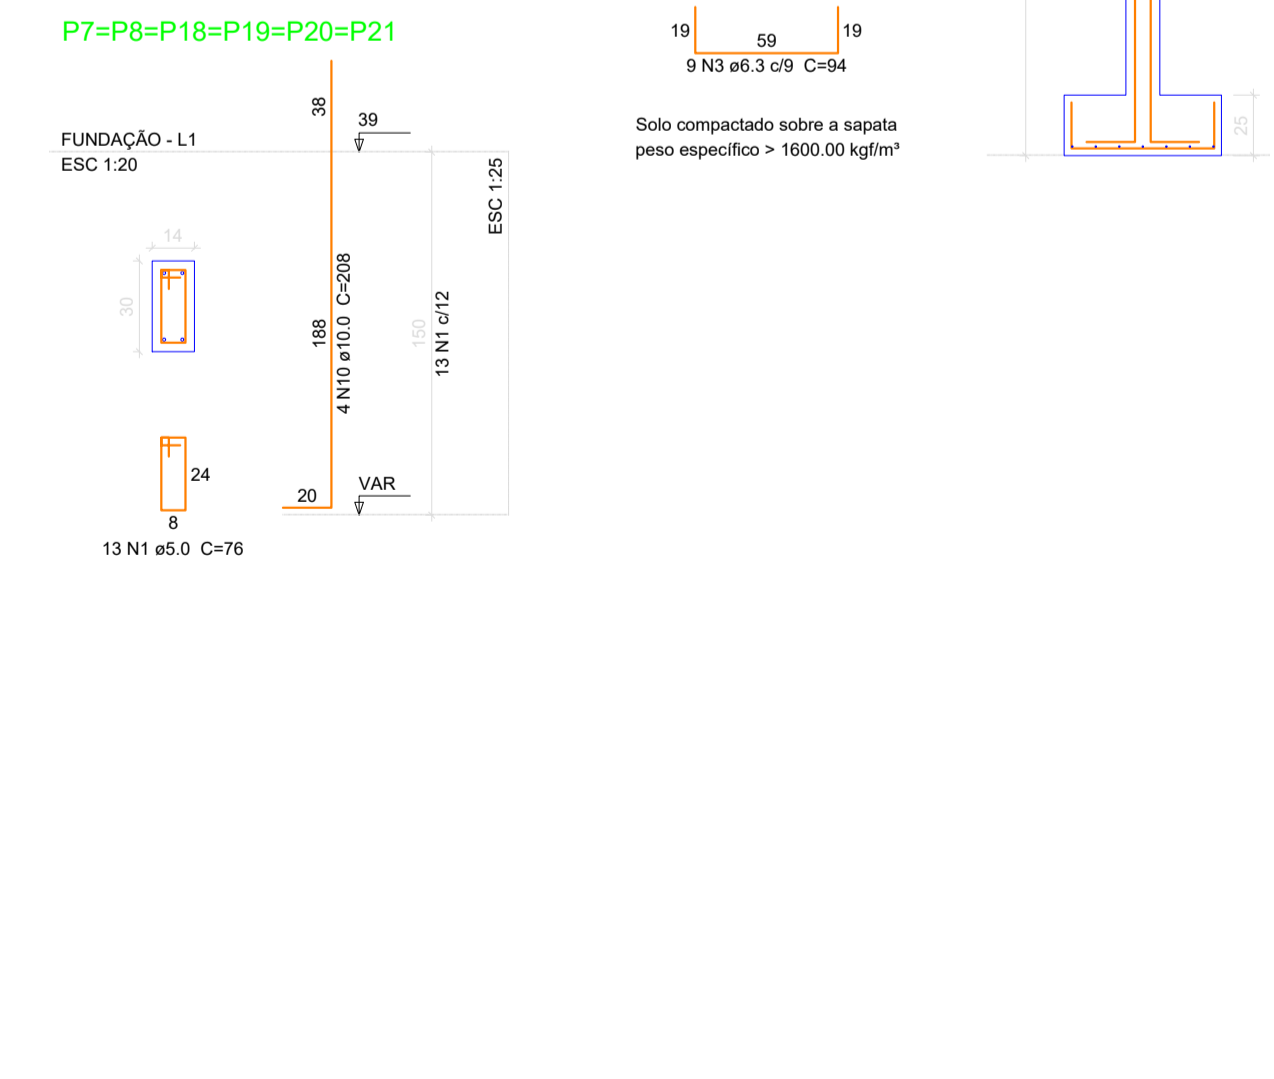 P7=P8=P18=P19=P20=P21
38
39
FUNDAÇÃO - L1
ESC 1:20
ESC 1:25
14
30
188
4 N10 ø10.0  C=208
150
13 N1 c/12
24
8
13 N1 ø5.0  C=76
20
VAR
19
59
19
9 N3 ø6.3 c/9  C=94
Solo compactado sobre a sapata
peso específico > 1600.00 kgf/m³
25